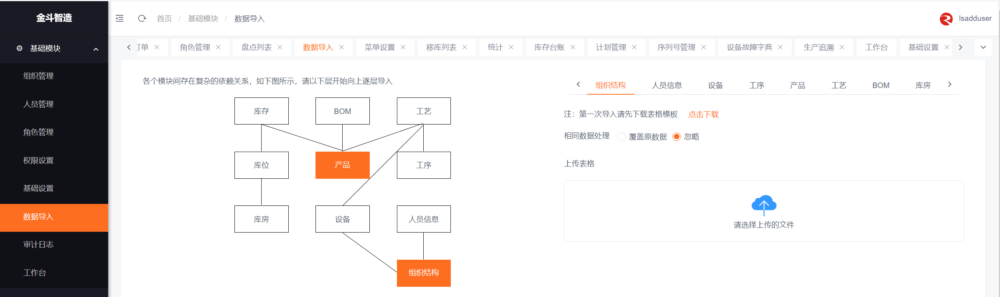 金斗智造
首页 / 基础模块 / 数据导入
lsadduser
基础模块
组织管理
人员管理
角色管理
权限设置
基础设置
数据导入
审计日志
工作台
订单 角色管理 盘点列表 数据导入 菜单设置 移库列表 统计 库存台账 计划管理 序列号管理 设备故障字典 生产追溯 工作台 基础设置
各个模块间存在复杂的依赖关系，如下图所示，请以下层开始向上逐层导入
库存 BOM 工艺
库位 产品 工序
库房 设备 人员信息
组织结构
组织结构 人员信息 设备 工序 产品 工艺 BOM 库房
注：第一次导入请先下载表格模板 点击下载
相同数据处理 覆盖原数据 忽略
上传表格
请选择上传的文件